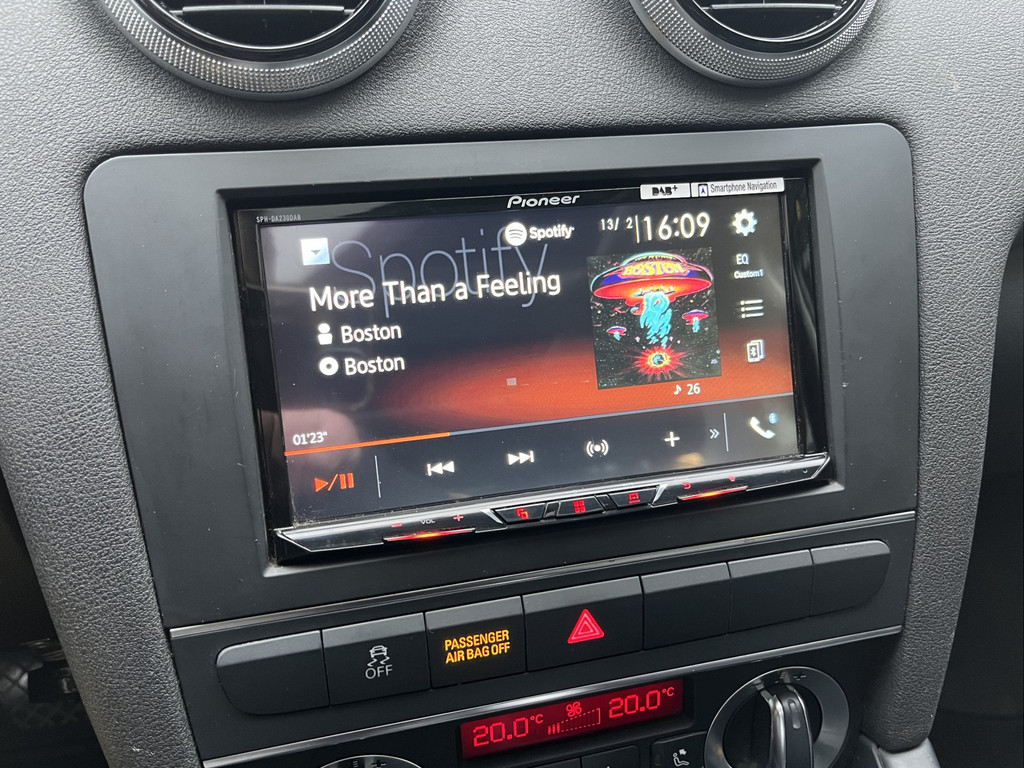 Pioneer
DAB+
Smartphone Navigation
SPH-DA230DAB
Spotify
Spotify
13/ 2 16:09
BOSTON
EQ
Custom1
More Than a Feeling
Boston
Boston
26
01'23"
VOL
OFF
PASSENGER
AIR BAG OFF
20.0°C
20.0°C